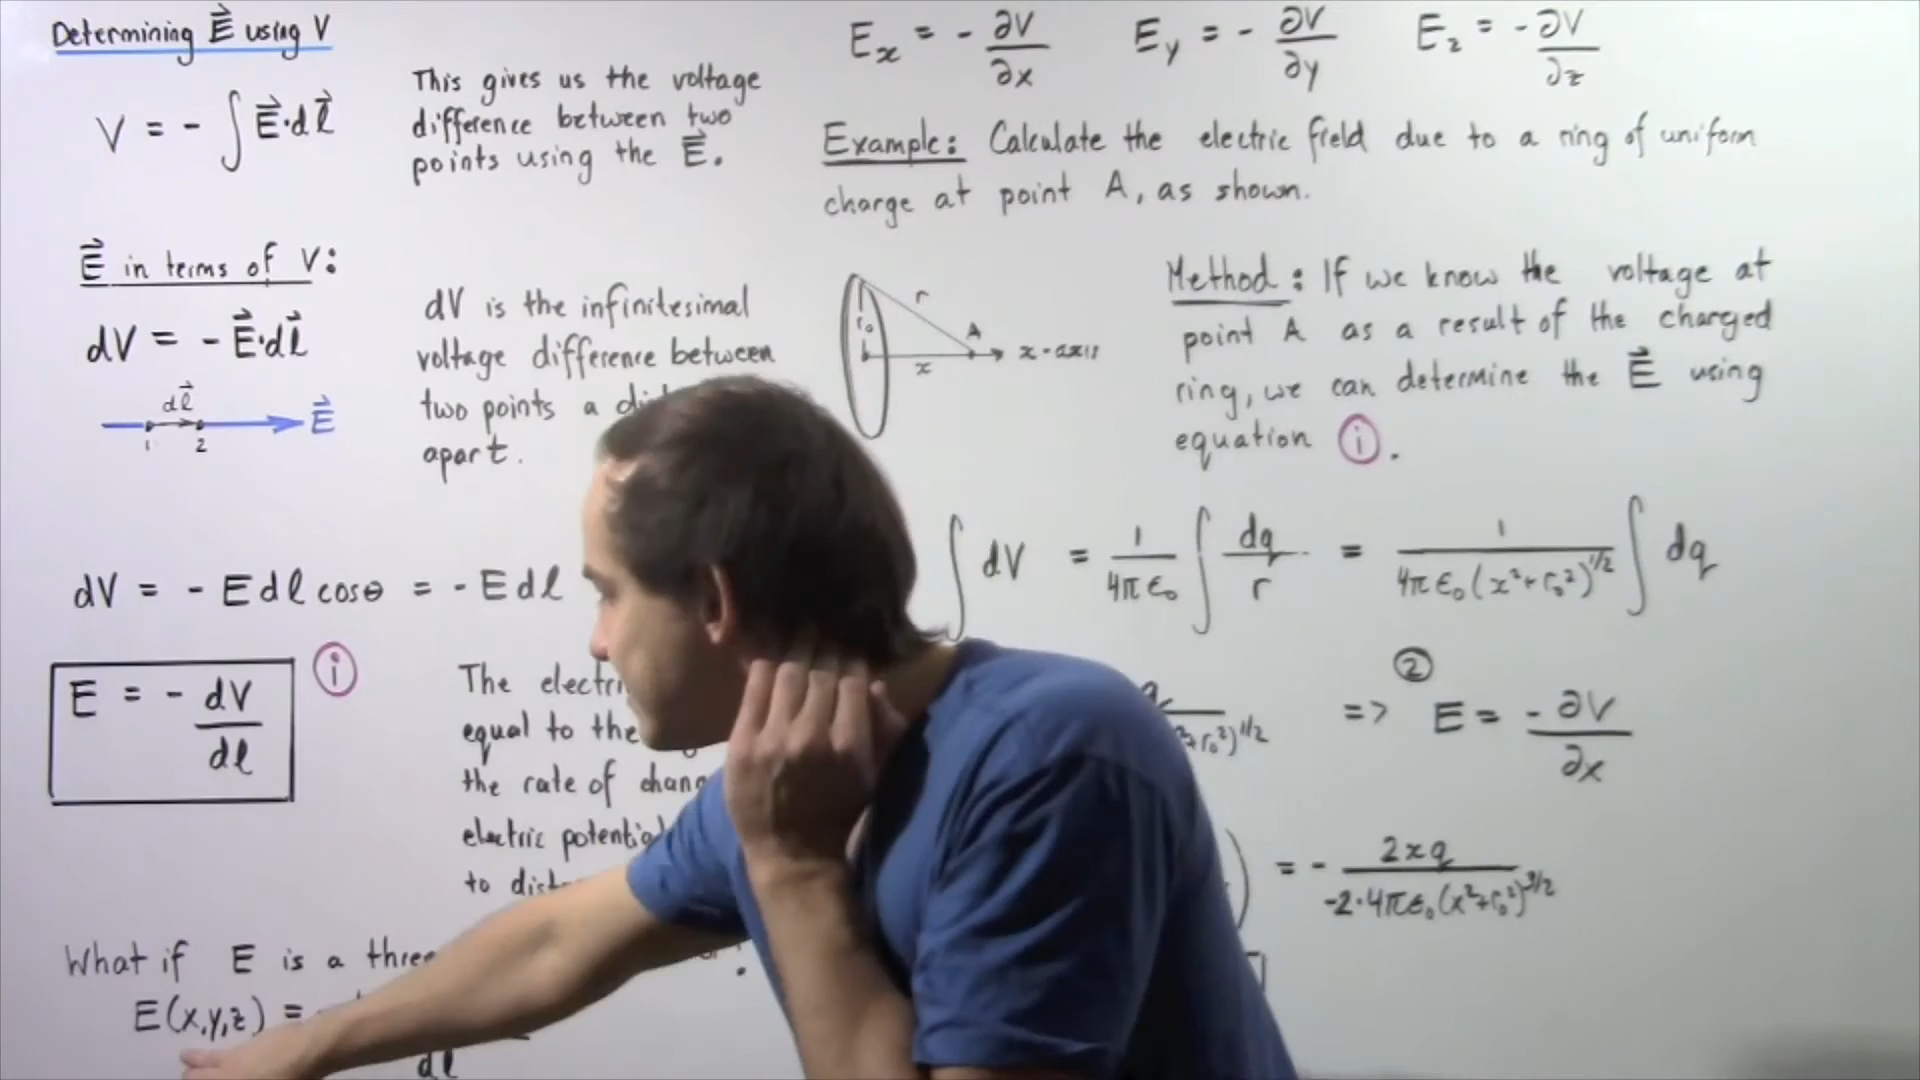 Determining E⃗ using V
V = - ∫ E⃗·dl⃗
This gives us the voltage
difference between two
points using the E⃗.
E⃗ in terms of V:
dV = - E⃗·dl⃗
dl⃗
E⃗
1 2
dV is the infinitesimal
voltage difference between
two points a
apart.
dV = - E dl cosθ = - E dl
E = - dV/dl
i
The
equal to the
the rate of
electric
to
What if E is a
E(x,y,z) =
dl
Ex = - ∂V/∂x Ey = - ∂V/∂y Ez = - ∂V/∂z
Example: Calculate the electric field due to a ring of uniform
charge at point A, as shown.
r
r₀
A
x
x-axis
Method: If we know the voltage at
point A as a result of the charged
ring, we can determine the E⃗ using
equation i.
∫ dV = 1/4πε₀ ∫ dq/r = 1/4πε₀(x²+r₀²)^1/2 ∫ dq
r₀²)^1/2 => ② E = - ∂V/∂x
) = - 2xq/-2·4πε₀(x²+r₀²)^3/2